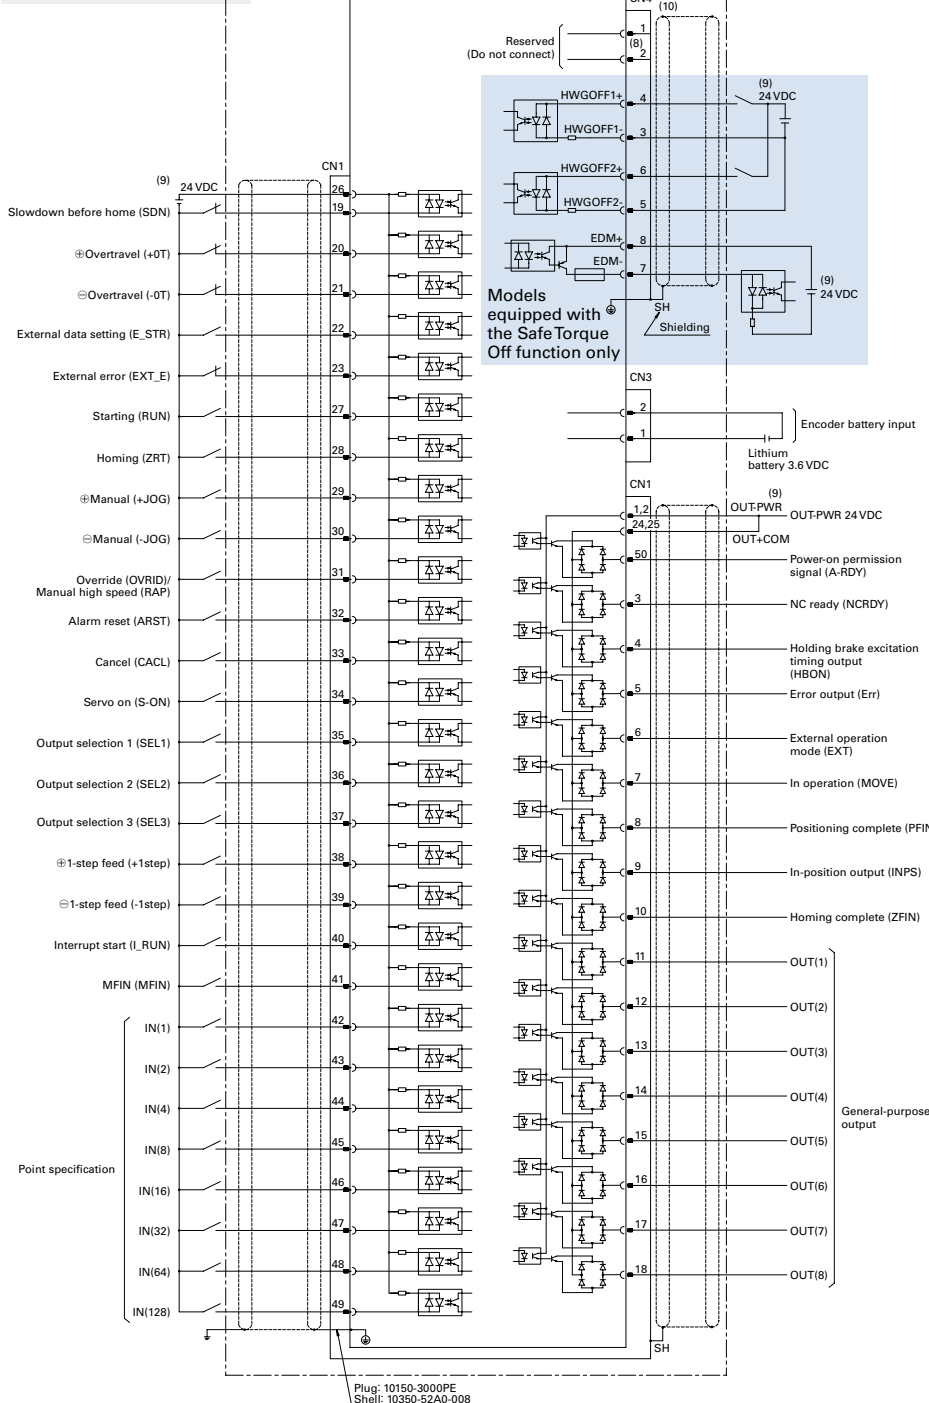 (10)
1
(8)
2
Reserved
(Do not connect)
(9)
24 VDC
HWGOFF1+
4
HWGOFF1-
3
HWGOFF2+
6
HWGOFF2-
5
EDM+
8
EDM-
7
(9)
24 VDC
Models
equipped with
the Safe Torque
Off function only
SH
Shielding
CN1
(9)
24 VDC
26
Slowdown before home (SDN)
19
⊕Overtravel (+0T)
20
⊖Overtravel (-0T)
21
External data setting (E_STR)
22
External error (EXT_E)
23
Starting (RUN)
27
Homing (ZRT)
28
⊕Manual (+JOG)
29
⊖Manual (-JOG)
30
Override (OVRID)/
Manual high speed (RAP)
31
Alarm reset (ARST)
32
Cancel (CACL)
33
Servo on (S-ON)
34
Output selection 1 (SEL1)
35
Output selection 2 (SEL2)
36
Output selection 3 (SEL3)
37
⊕1-step feed (+1step)
38
⊖1-step feed (-1step)
39
Interrupt start (I_RUN)
40
MFIN (MFIN)
41
Point specification
IN(1)
42
IN(2)
43
IN(4)
44
IN(8)
45
IN(16)
46
IN(32)
47
IN(64)
48
IN(128)
49
CN3
2
1
Encoder battery input
Lithium
battery 3.6 VDC
CN1
(9)
1,2
OUT-PWR
OUT-PWR 24 VDC
24,25
OUT+COM
50
Power-on permission
signal (A-RDY)
3
NC ready (NCRDY)
4
Holding brake excitation
timing output
(HBON)
5
Error output (Err)
6
External operation
mode (EXT)
7
In operation (MOVE)
8
Positioning complete (PFIN
9
In-position output (INPS)
10
Homing complete (ZFIN)
11
OUT(1)
12
OUT(2)
13
OUT(3)
14
OUT(4)
General-purpose
output
15
OUT(5)
16
OUT(6)
17
OUT(7)
18
OUT(8)
SH
Plug: 10150-3000PE
Shell: 10350-52A0-008